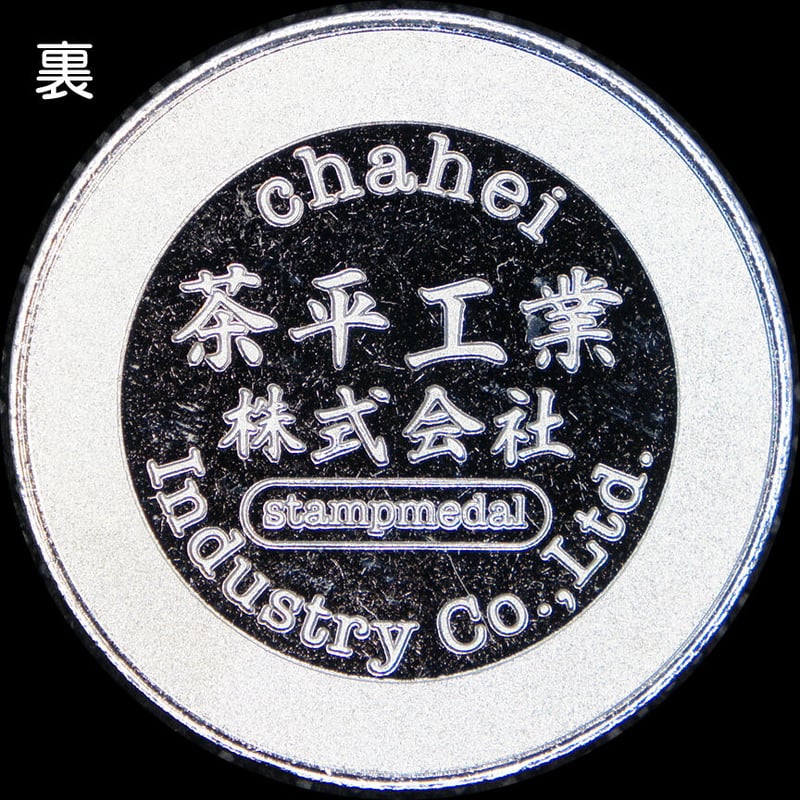 裏
chahei
茶平工業
株式会社
stampmedal
Industry Co.,Ltd.